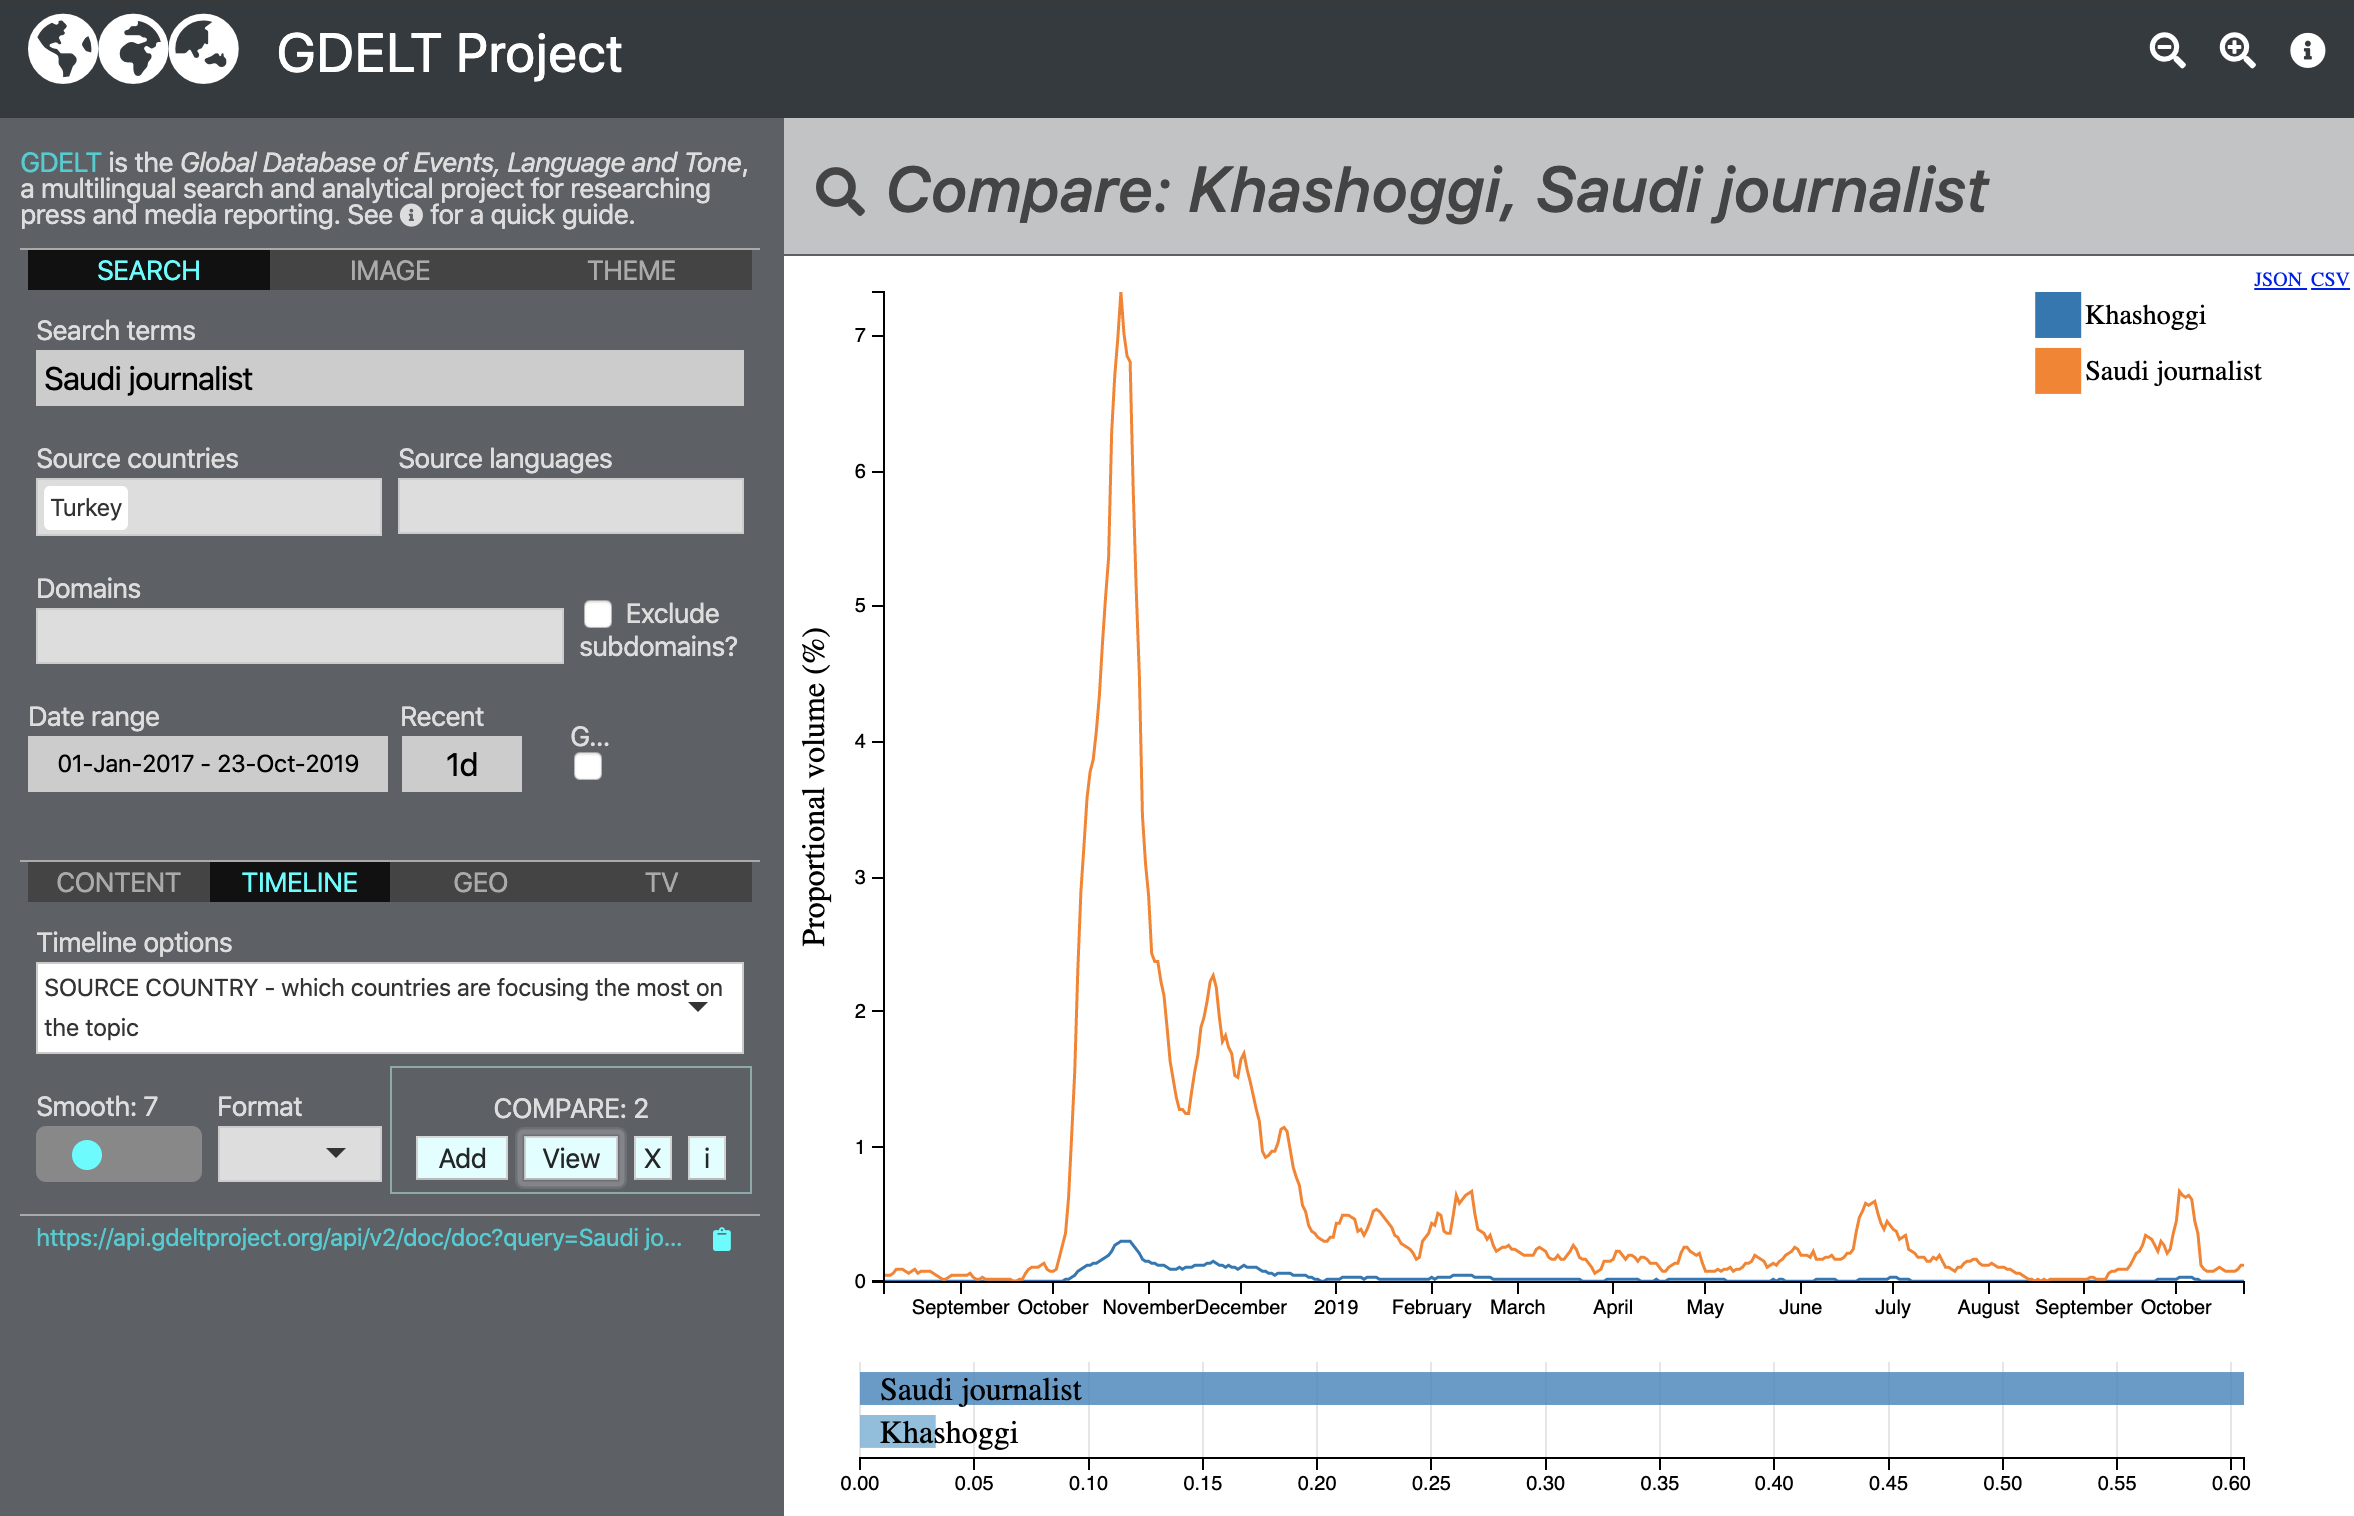 GDELT Project
GDELT is the Global Database of Events, Language and Tone,
a multilingual search and analytical project for researching
press and media reporting. See i for a quick guide.
SEARCH IMAGE THEME
Search terms
Saudi journalist
Source countries Source languages
Turkey
Domains
Exclude
subdomains?
Date range Recent G...
01-Jan-2017 - 23-Oct-2019 1d
CONTENT TIMELINE GEO TV
Timeline options
SOURCE COUNTRY - which countries are focusing the most on
the topic
Smooth: 7 Format COMPARE: 2
Add View X i
https://api.gdeltproject.org/api/v2/doc/doc?query=Saudi jo...
Compare: Khashoggi, Saudi journalist
JSON CSV
Khashoggi
Saudi journalist
Proportional volume (%)
7
6
5
4
3
2
1
0
September October November December 2019 February March April May June July August September October
Saudi journalist
Khashoggi
0.00 0.05 0.10 0.15 0.20 0.25 0.30 0.35 0.40 0.45 0.50 0.55 0.60